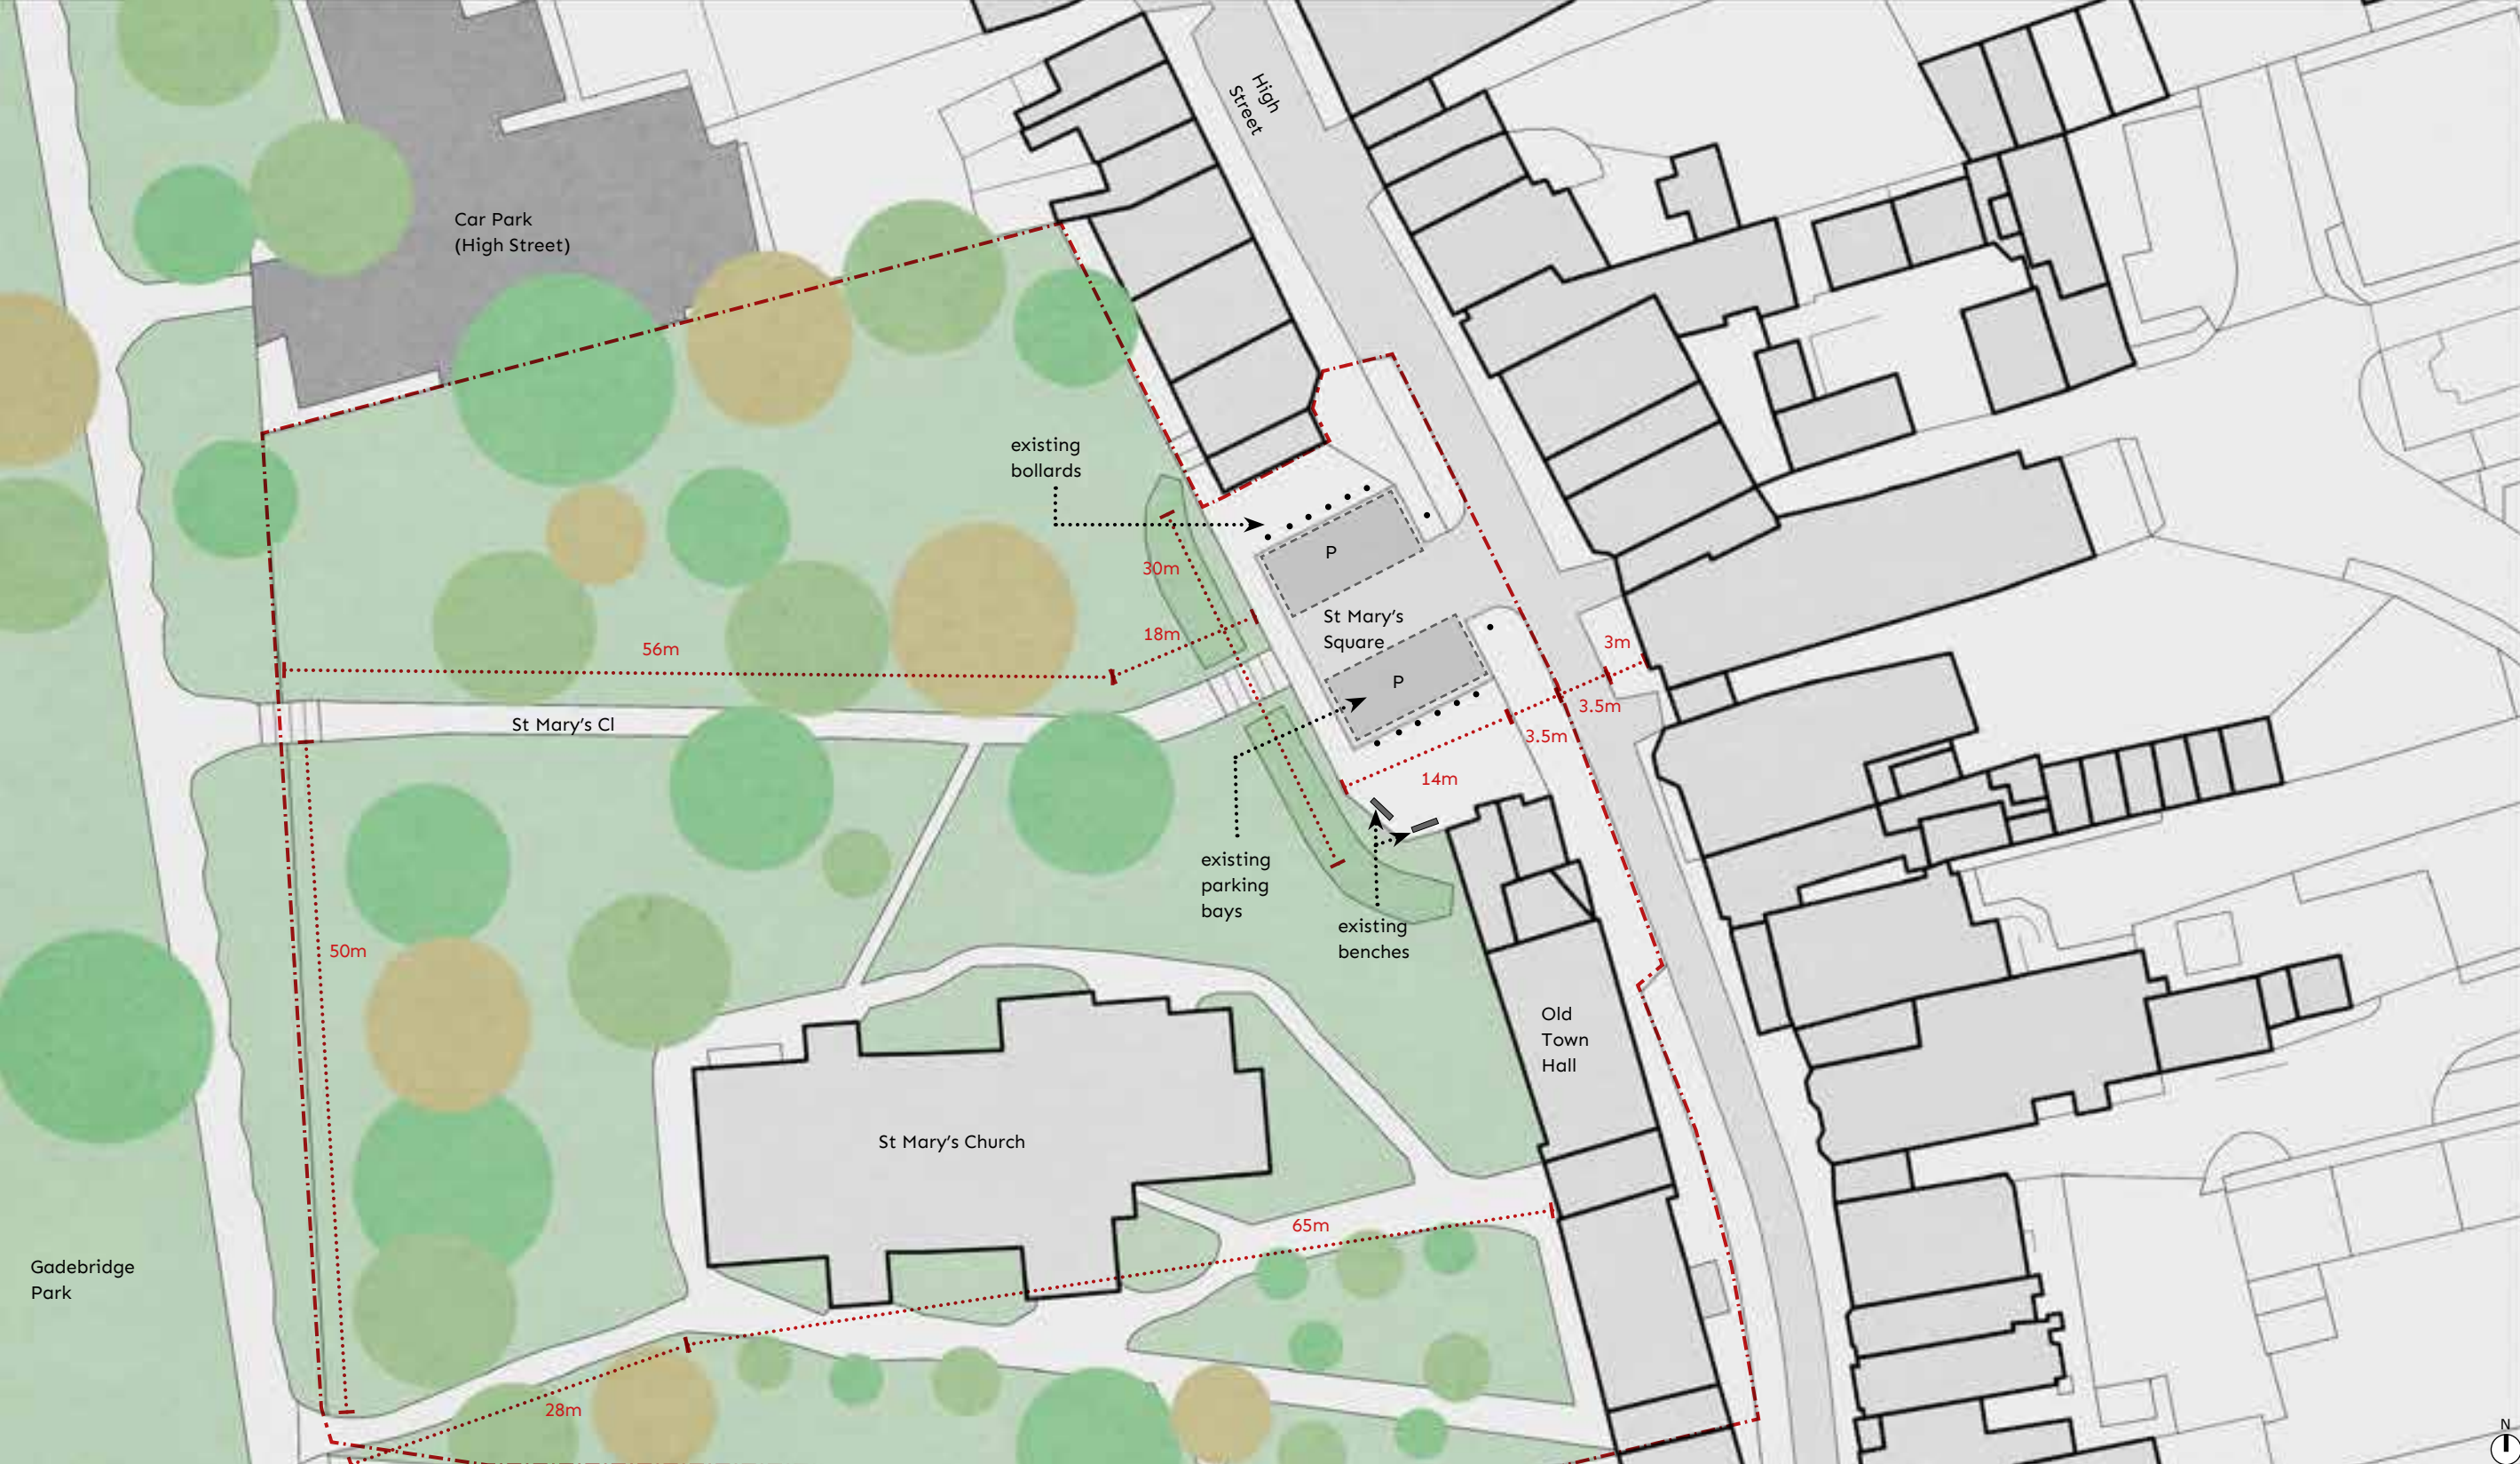 High
Street
Car Park
(High Street)
existing
bollards
P
30m
St Mary's
Square
18m
3m
56m
P
3.5m
St Mary's Cl
3.5m
14m
existing
parking
bays
existing
benches
50m
Old
Town
Hall
St Mary's Church
65m
Gadebridge
Park
28m
N